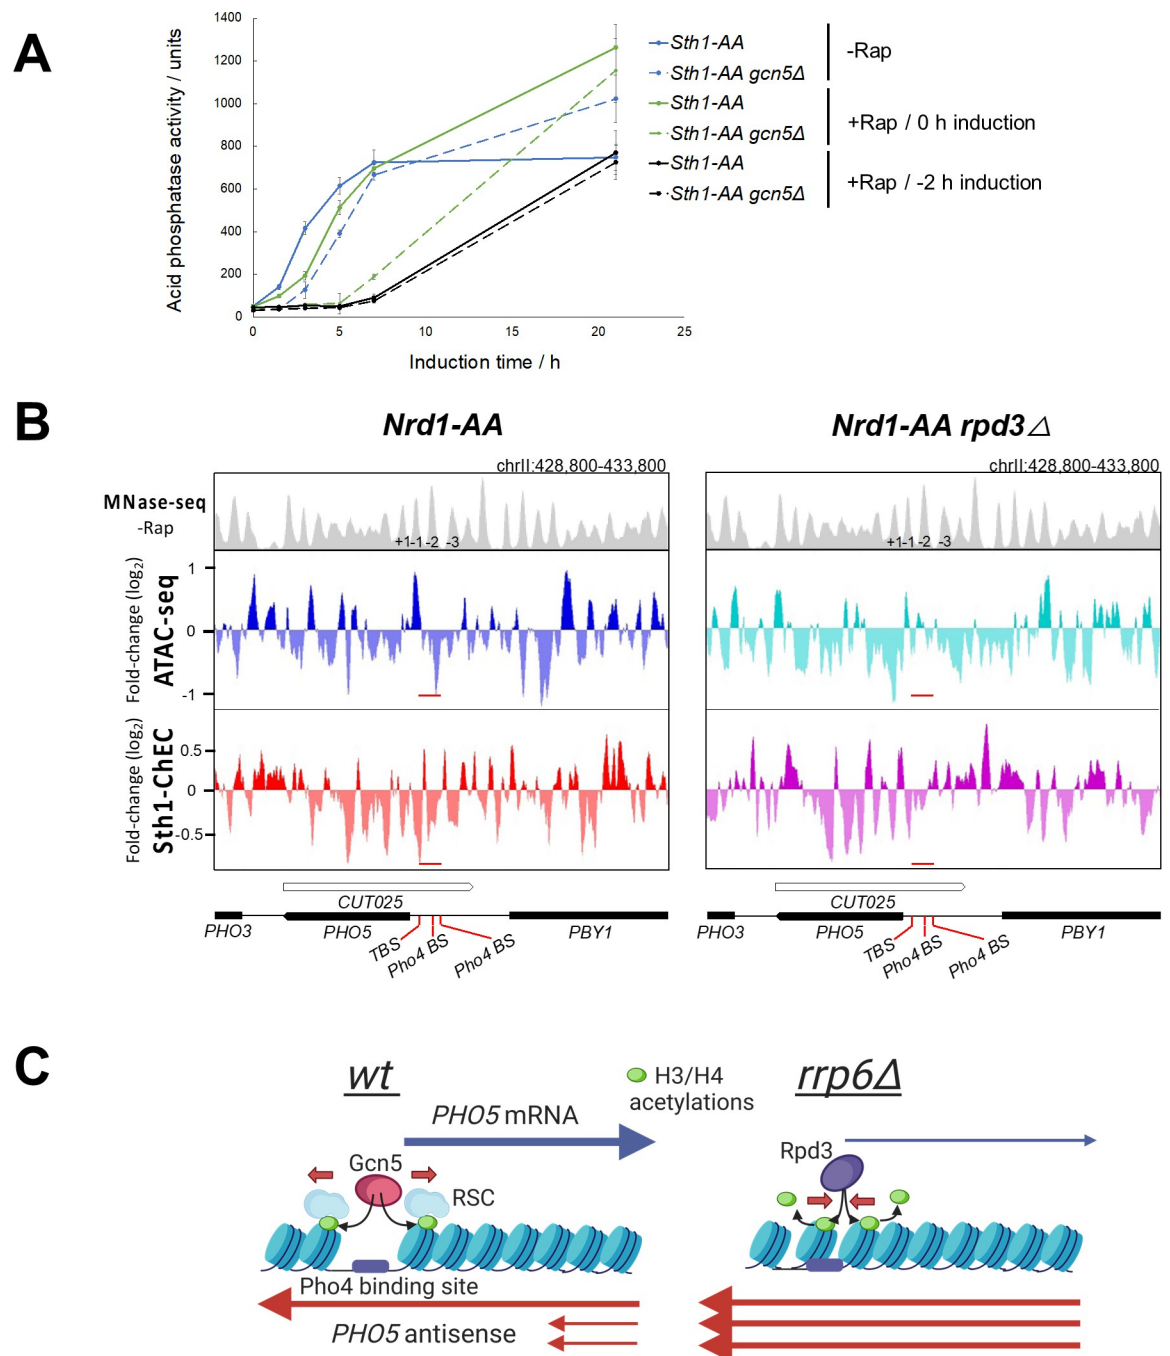 A
Acid phosphatase activity / units
1400
1200
1000
800
600
400
200
0
0 5 10 15 20 25
Induction time / h
Sth1-AA
Sth1-AA gcn5Δ
-Rap
Sth1-AA
Sth1-AA gcn5Δ
+Rap / 0 h induction
Sth1-AA
Sth1-AA gcn5Δ
+Rap / -2 h induction
B
Nrd1-AA
Nrd1-AA rpd3△
chrII:428,800-433,800
chrII:428,800-433,800
MNase-seq
-Rap
+1 -1 -2 -3
+1 -1 -2 -3
Fold-change (log2)
ATAC-seq
1
0
-1
Fold-change (log2)
Sth1-ChEC
0.5
0
-0.5
CUT025
CUT025
PHO3 PHO5 PBY1
PHO3 PHO5 PBY1
TBS Pho4 BS Pho4 BS
TBS Pho4 BS Pho4 BS
C
wt
H3/H4
acetylations
rrp6Δ
PHO5 mRNA
Gcn5
RSC
Rpd3
Pho4 binding site
PHO5 antisense